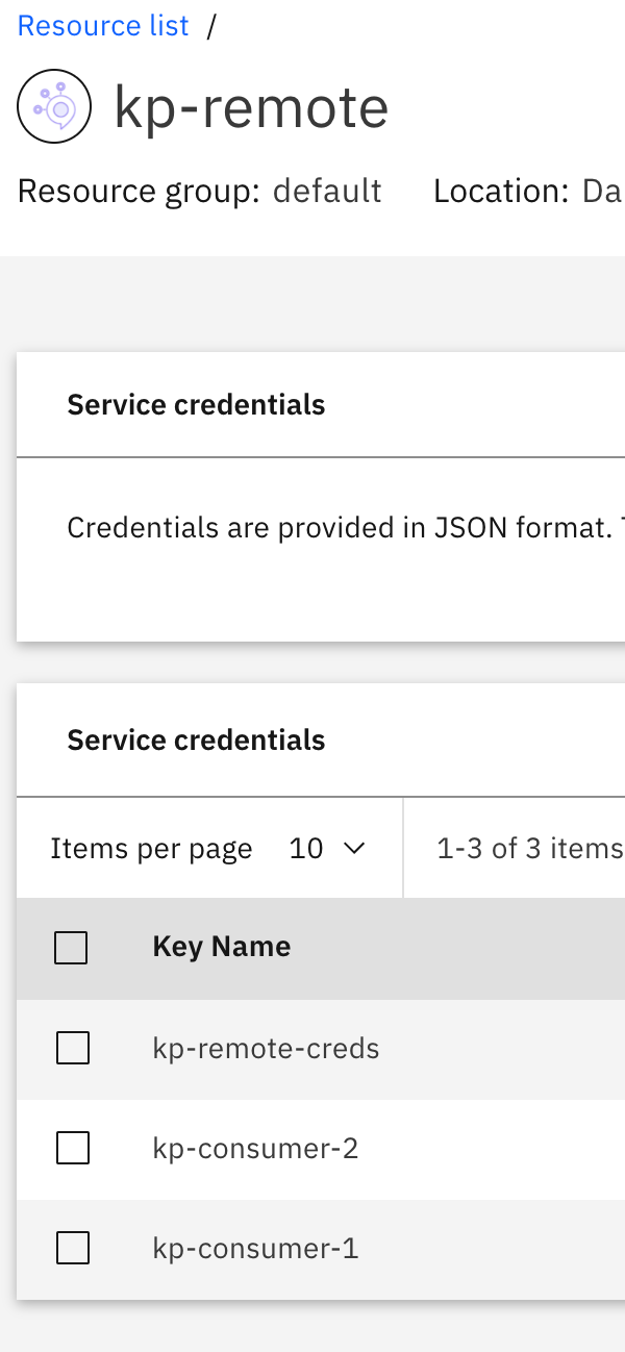 Resource list /
kp-remote
Resource group: default Location: Da
Service credentials
Credentials are provided in JSON format.
Service credentials
Items per page 10 1-3 of 3 items
Key Name
kp-remote-creds
kp-consumer-2
kp-consumer-1